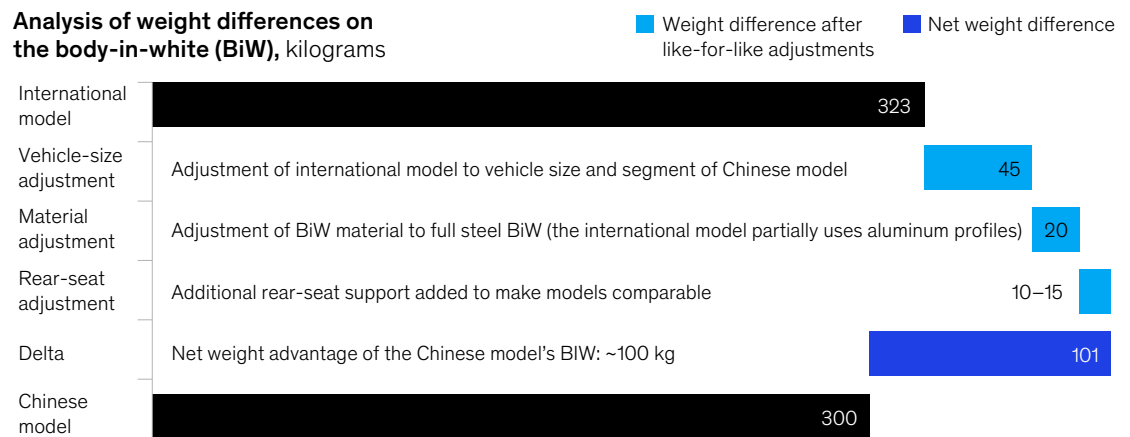 Analysis of weight differences on
the body-in-white (BiW), kilograms
Weight difference after
like-for-like adjustments
Net weight difference
International
model
323
Vehicle-size
adjustment
Adjustment of international model to vehicle size and segment of Chinese model
45
Material
adjustment
Adjustment of BiW material to full steel BiW (the international model partially uses aluminum profiles)
20
Rear-seat
adjustment
Additional rear-seat support added to make models comparable
10–15
Delta
Net weight advantage of the Chinese model’s BIW: ~100 kg
101
Chinese
model
300